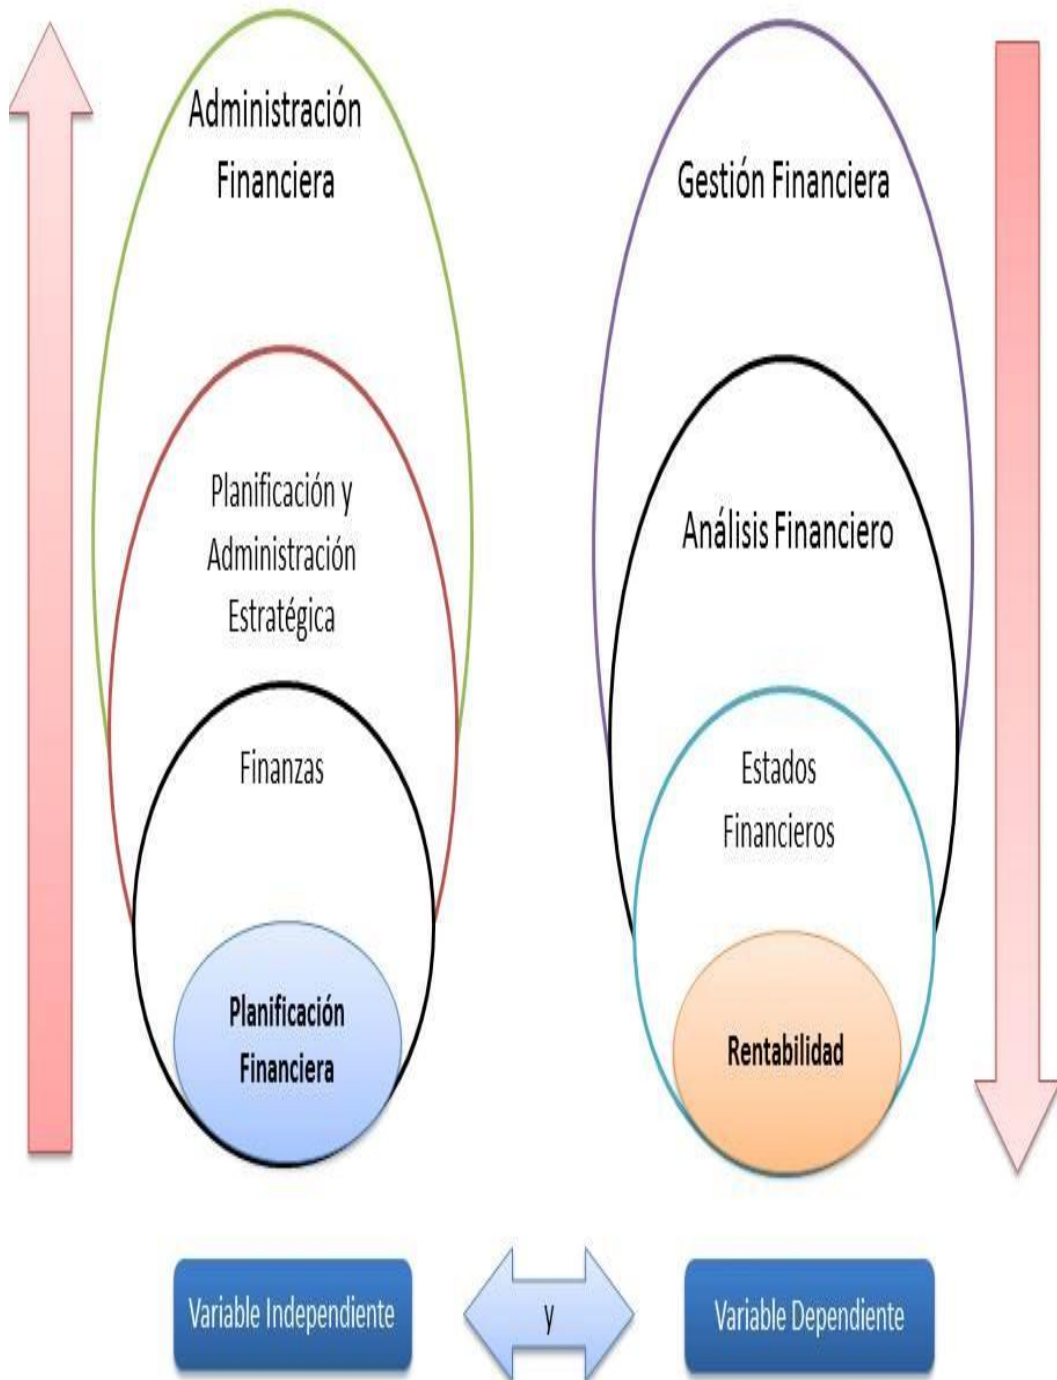 Administración
Financiera
Planificación y
Administración
Estratégica
Finanzas
Planificación
Financiera
Gestión Financiera
Análisis Financiero
Estados
Financieros
Rentabilidad
Variable Independiente
y
Variable Dependiente